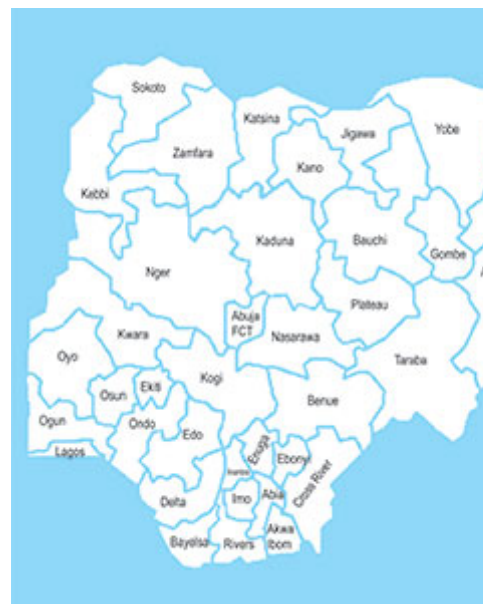 Sokoto
Katsina
Jigawa
Yobe
Zamfara
Kano
Kebbi
Kaduna
Bauchi
Gombe
Nger
Plateau
Abuja
FCT
Kwara
Nasarawa
Taraba
Oyo
Kogi
Osun
Ekiti
Benue
Ogun
Ondo
Edo
Lagos
Enugu
Ebonyi
Cross River
Delta
Imo
Abia
Akwa
Ibom
Bayelsa
Rivers